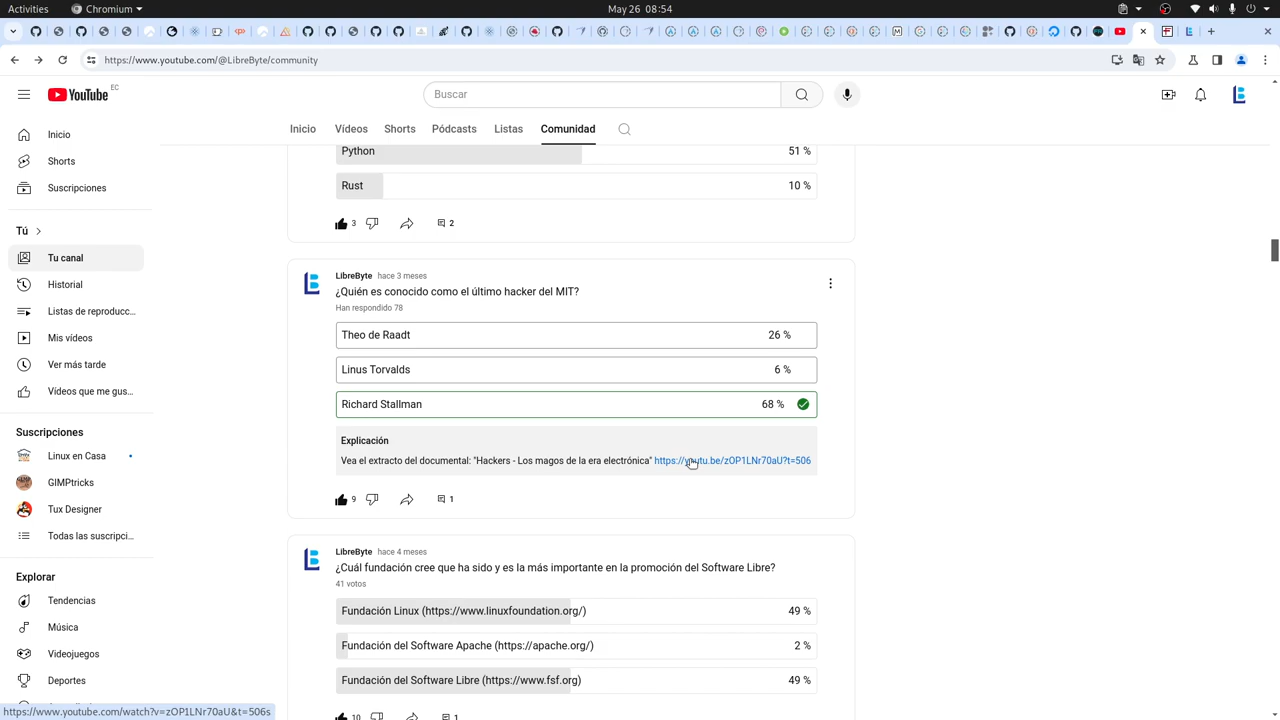 Activities
Chromium
May 26 08:54
https://www.youtube.com/@LibreByte/community
YouTube
EC
Buscar
Inicio
Vídeos
Shorts
Pódcasts
Listas
Comunidad
Inicio
Shorts
Suscripciones
Tú
Tu canal
Historial
Listas de reproducc...
Mis vídeos
Ver más tarde
Vídeos que me gus...
Suscripciones
Linux en Casa
GIMPtricks
Tux Designer
Todas las suscripci...
Explorar
Tendencias
Música
Videojuegos
Deportes
Python 51 %
Rust 10 %
3
2
LibreByte hace 3 meses
¿Quién es conocido como el último hacker del MIT?
Han respondido 78
Theo de Raadt 26 %
Linus Torvalds 6 %
Richard Stallman 68 %
Explicación
Vea el extracto del documental: "Hackers - Los magos de la era electrónica" https://youtu.be/zOP1LNr70aU?t=506
9
1
LibreByte hace 4 meses
¿Cuál fundación cree que ha sido y es la más importante en la promoción del Software Libre?
41 votos
Fundación Linux (https://www.linuxfoundation.org/) 49 %
Fundación del Software Apache (https://apache.org/) 2 %
Fundación del Software Libre (https://www.fsf.org) 49 %
10
1
https://www.youtube.com/watch?v=zOP1LNr70aU&t=506s